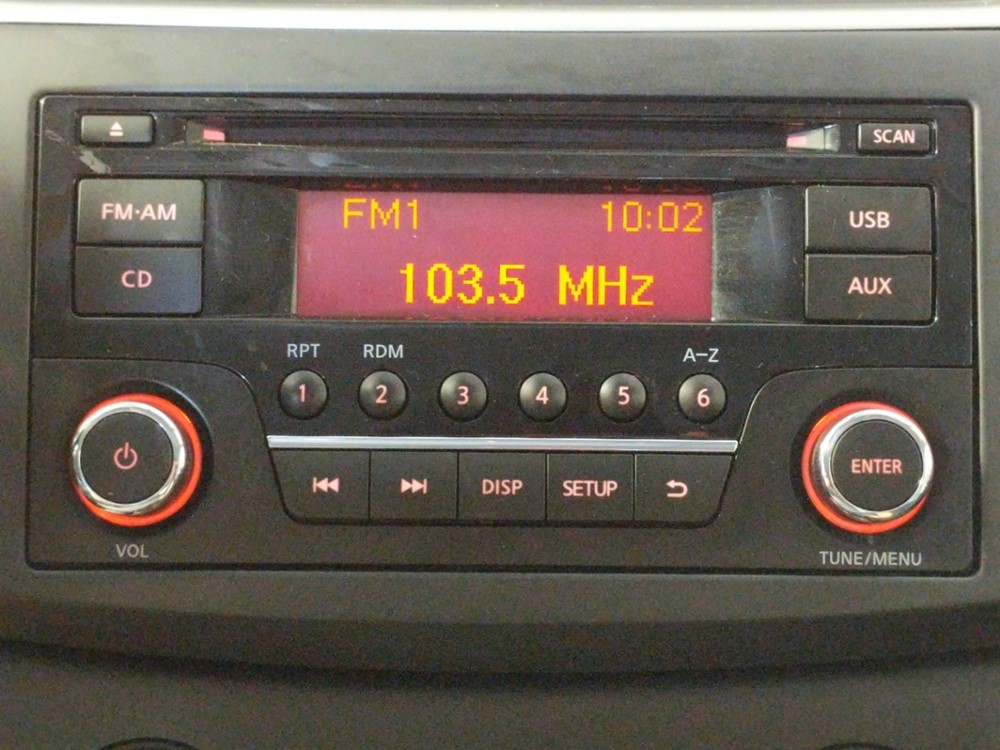 SCAN
FM·AM
FM1 10:02
USB
CD
103.5 MHz
AUX
RPT RDM A-Z
1 2 3 4 5 6
ENTER
DISP SETUP
VOL
TUNE/MENU